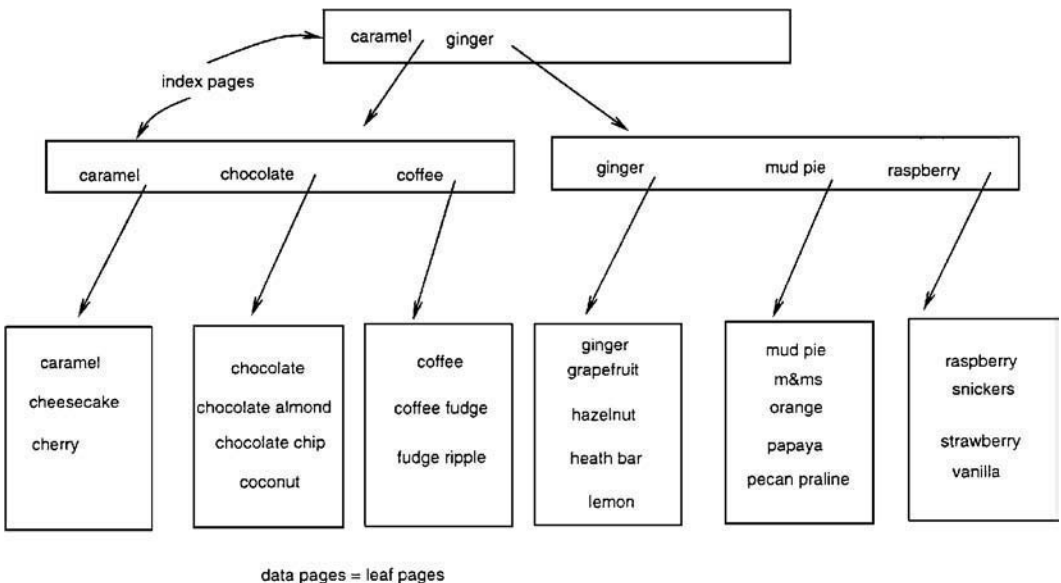 caramel ginger
index pages
caramel chocolate coffee
ginger mud pie raspberry
caramel
cheesecake
cherry
chocolate
chocolate almond
chocolate chip
coconut
coffee
coffee fudge
fudge ripple
ginger
grapefruit
hazelnut
heath bar
lemon
mud pie
m&ms
orange
papaya
pecan praline
raspberry
snickers
strawberry
vanilla
data pages = leaf pages